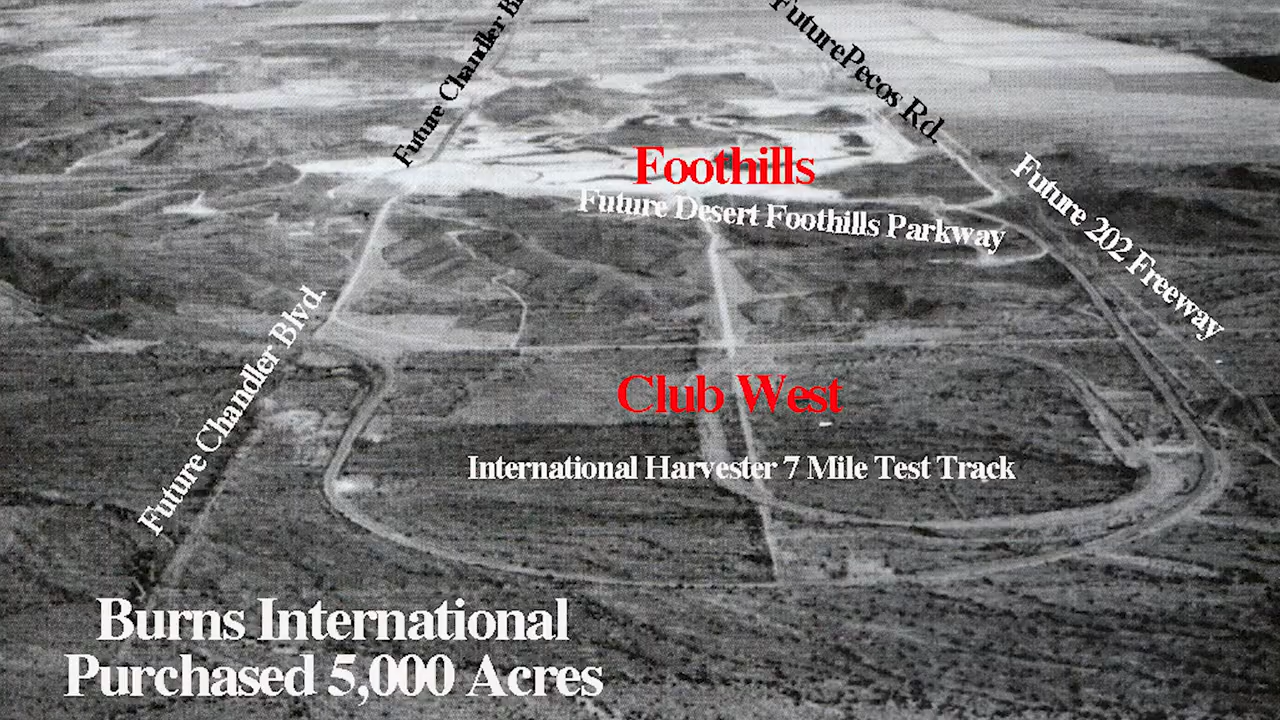 Future Chandler
FuturePecos Rd.
Foothills
Future Desert Foothills Parkway
Future 202 Freeway
Future Chandler Blvd.
Club West
International Harvester 7 Mile Test Track
Burns International
Purchased 5,000 Acres